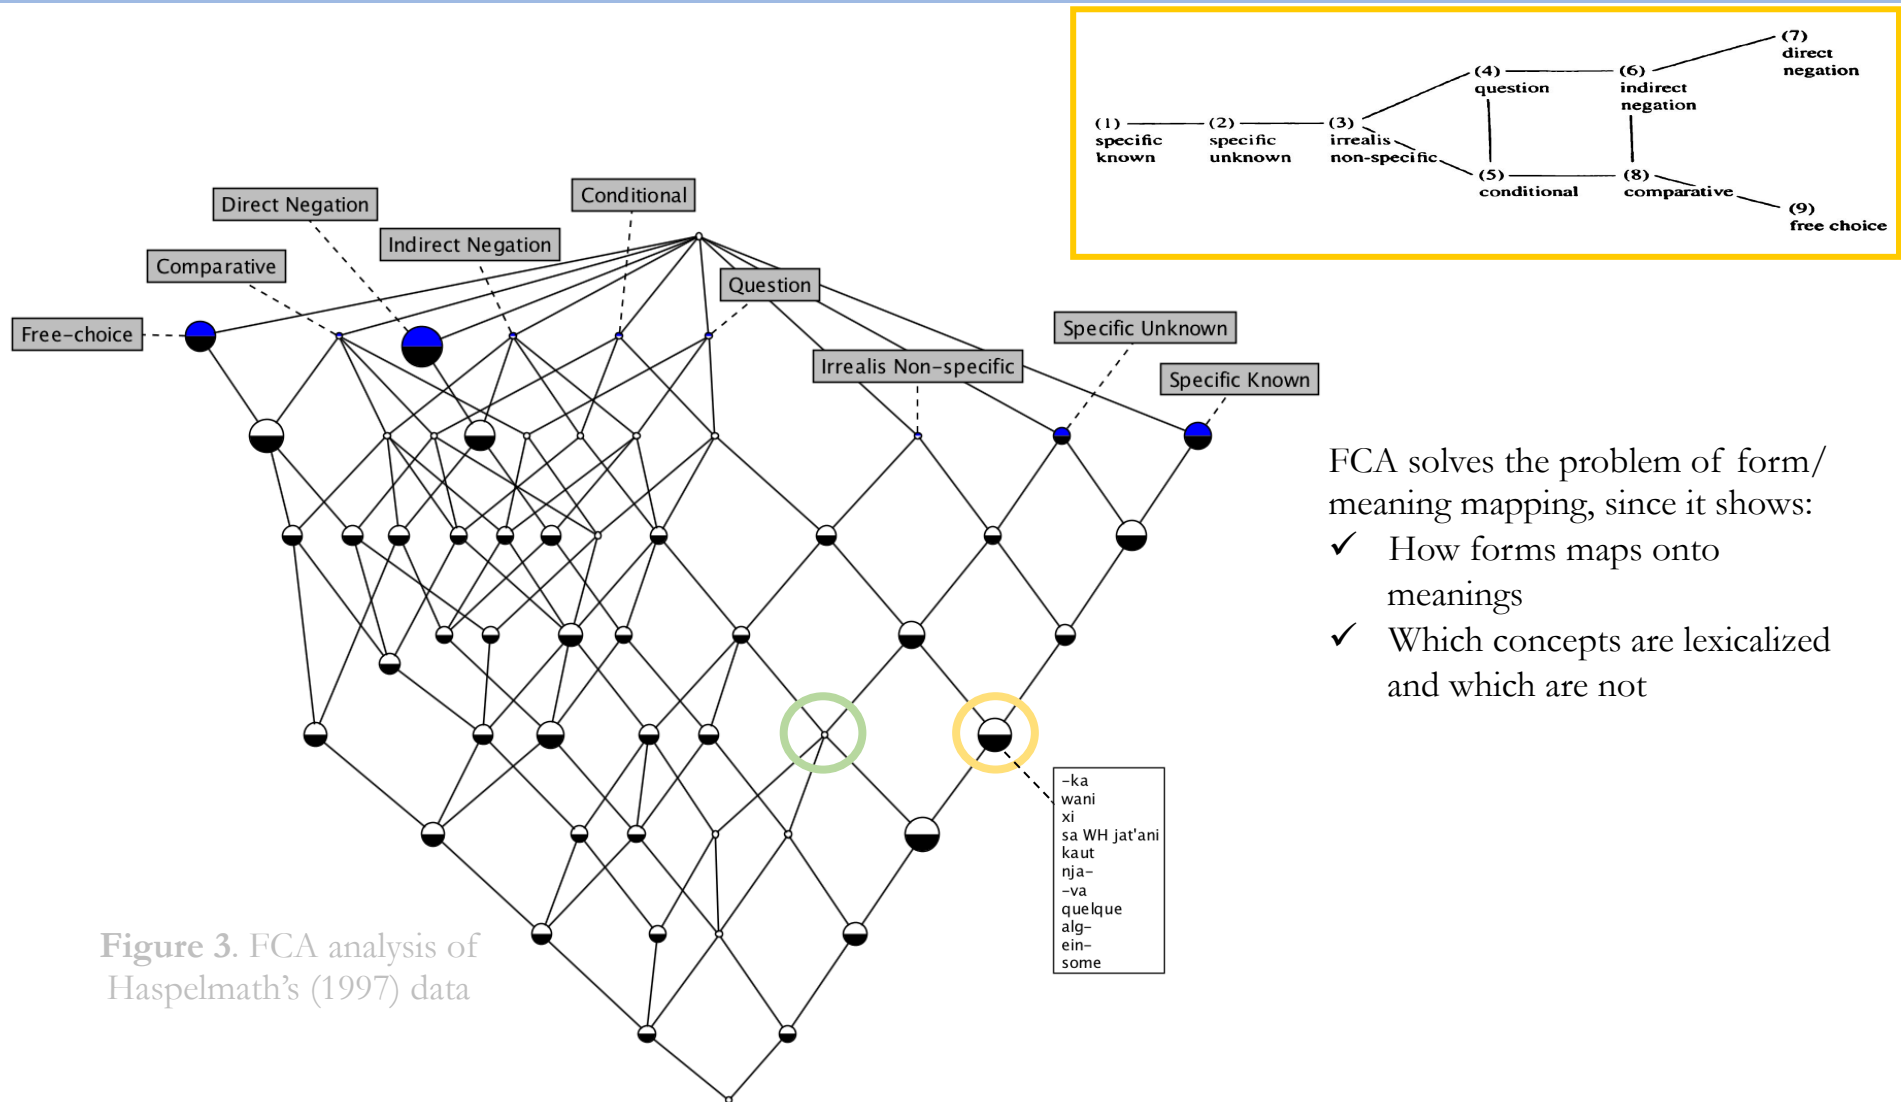 (1)
specific
known
(2)
specific
unknown
(3)
irrealis
non-specific
(4)
question
(5)
conditional
(6)
indirect
negation
(7)
direct
negation
(8)
comparative
(9)
free choice
Conditional
Direct Negation
Indirect Negation
Comparative
Question
Free-choice
Specific Unknown
Irrealis Non-specific
Specific Known
FCA solves the problem of form/
meaning mapping, since it shows:
✓ How forms maps onto
meanings
✓ Which concepts are lexicalized
and which are not
-ka
wani
xi
sa WH jat'ani
kaut
nja-
-va
quelque
alg-
ein-
some
Figure 3. FCA analysis of
Haspelmath's (1997) data